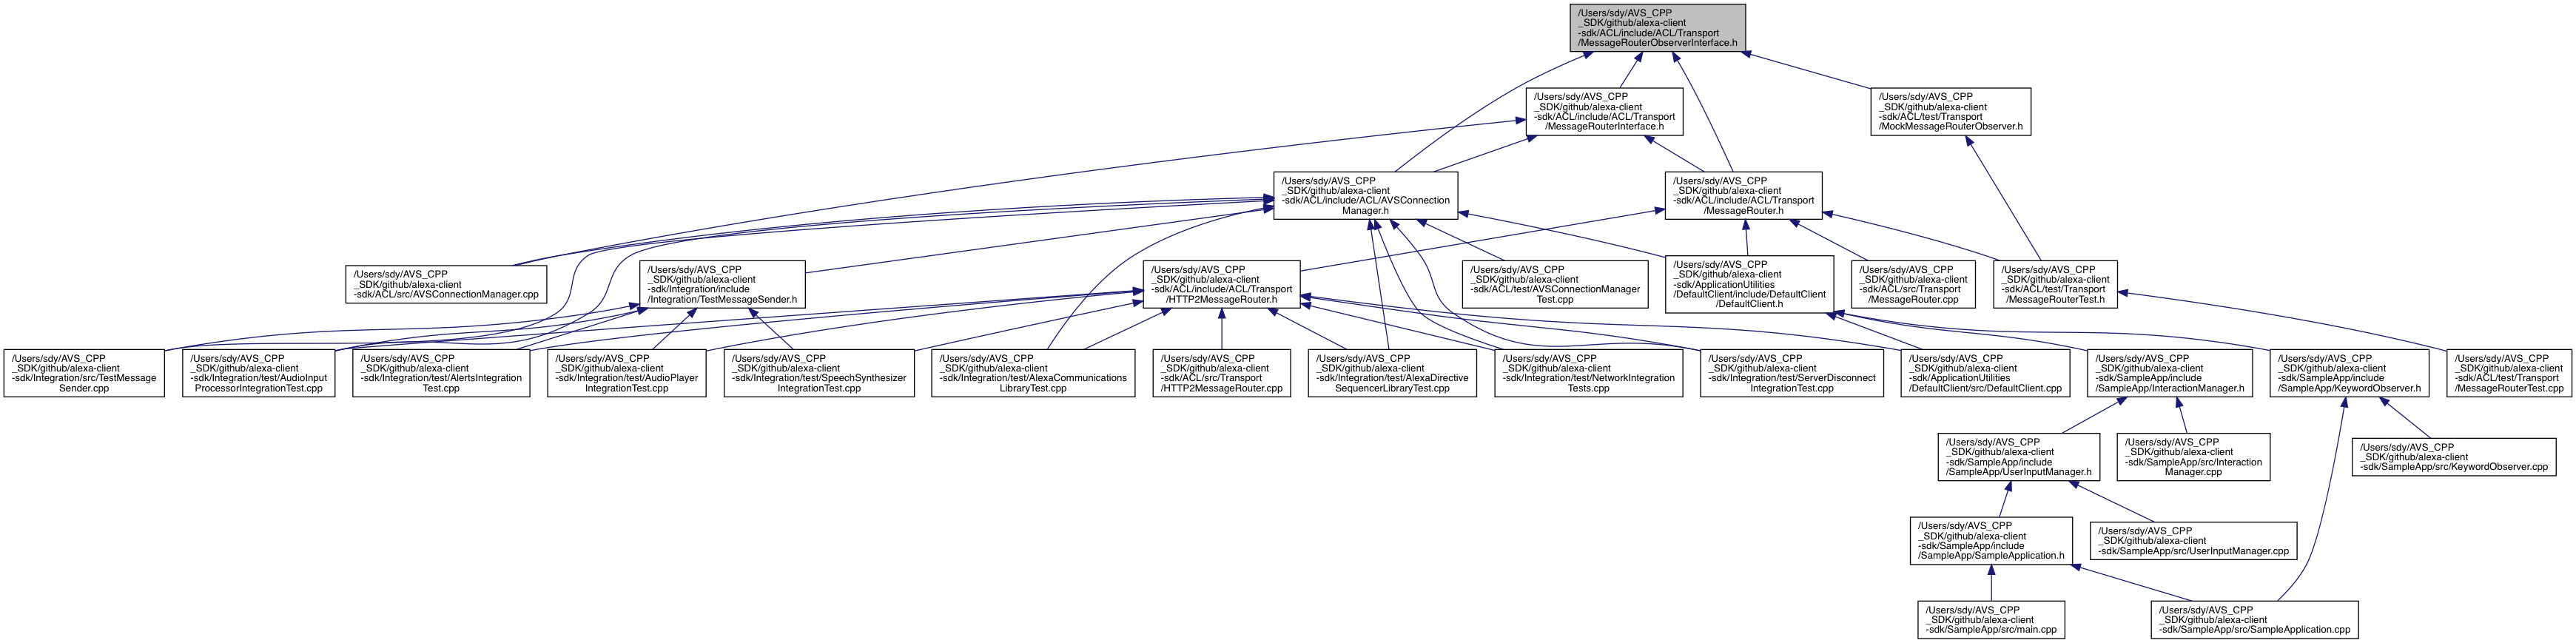 /Users/sdy/AVS_CPP
_SDK/github/alexa-client
-sdk/ACL/include/ACL/Transport
/MessageRouterObserverInterface.h
/Users/sdy/AVS_CPP
_SDK/github/alexa-client
-sdk/ACL/include/ACL/Transport
/MessageRouterInterface.h
/Users/sdy/AVS_CPP
_SDK/github/alexa-client
-sdk/ACL/test/Transport
/MockMessageRouterObserver.h
/Users/sdy/AVS_CPP
_SDK/github/alexa-client
-sdk/ACL/include/ACL/AVSConnection
Manager.h
/Users/sdy/AVS_CPP
_SDK/github/alexa-client
-sdk/ACL/include/ACL/Transport
/MessageRouter.h
/Users/sdy/AVS_CPP
_SDK/github/alexa-client
-sdk/ACL/src/AVSConnectionManager.cpp
/Users/sdy/AVS_CPP
_SDK/github/alexa-client
-sdk/Integration/include
/Integration/TestMessageSender.h
/Users/sdy/AVS_CPP
_SDK/github/alexa-client
-sdk/ACL/include/ACL/Transport
/HTTP2MessageRouter.h
/Users/sdy/AVS_CPP
_SDK/github/alexa-client
-sdk/ACL/test/AVSConnectionManager
Test.cpp
/Users/sdy/AVS_CPP
_SDK/github/alexa-client
-sdk/ApplicationUtilities
/DefaultClient/include/DefaultClient
/DefaultClient.h
/Users/sdy/AVS_CPP
_SDK/github/alexa-client
-sdk/ACL/src/Transport
/MessageRouter.cpp
/Users/sdy/AVS_CPP
_SDK/github/alexa-client
-sdk/ACL/test/Transport
/MessageRouterTest.h
/Users/sdy/AVS_CPP
_SDK/github/alexa-client
-sdk/Integration/src/TestMessage
Sender.cpp
/Users/sdy/AVS_CPP
_SDK/github/alexa-client
-sdk/Integration/test/AudioInput
ProcessorIntegrationTest.cpp
/Users/sdy/AVS_CPP
_SDK/github/alexa-client
-sdk/Integration/test/AlertsIntegration
Test.cpp
/Users/sdy/AVS_CPP
_SDK/github/alexa-client
-sdk/Integration/test/AudioPlayer
IntegrationTest.cpp
/Users/sdy/AVS_CPP
_SDK/github/alexa-client
-sdk/Integration/test/SpeechSynthesizer
IntegrationTest.cpp
/Users/sdy/AVS_CPP
_SDK/github/alexa-client
-sdk/Integration/test/AlexaCommunications
LibraryTest.cpp
/Users/sdy/AVS_CPP
_SDK/github/alexa-client
-sdk/ACL/src/Transport
/HTTP2MessageRouter.cpp
/Users/sdy/AVS_CPP
_SDK/github/alexa-client
-sdk/Integration/test/AlexaDirective
SequencerLibraryTest.cpp
/Users/sdy/AVS_CPP
_SDK/github/alexa-client
-sdk/Integration/test/NetworkIntegration
Tests.cpp
/Users/sdy/AVS_CPP
_SDK/github/alexa-client
-sdk/Integration/test/ServerDisconnect
IntegrationTest.cpp
/Users/sdy/AVS_CPP
_SDK/github/alexa-client
-sdk/ApplicationUtilities
/DefaultClient/src/DefaultClient.cpp
/Users/sdy/AVS_CPP
_SDK/github/alexa-client
-sdk/SampleApp/include
/SampleApp/InteractionManager.h
/Users/sdy/AVS_CPP
_SDK/github/alexa-client
-sdk/SampleApp/include
/SampleApp/KeywordObserver.h
/Users/sdy/AVS_CPP
_SDK/github/alexa-client
-sdk/ACL/test/Transport
/MessageRouterTest.cpp
/Users/sdy/AVS_CPP
_SDK/github/alexa-client
-sdk/SampleApp/include
/SampleApp/UserInputManager.h
/Users/sdy/AVS_CPP
_SDK/github/alexa-client
-sdk/SampleApp/src/Interaction
Manager.cpp
/Users/sdy/AVS_CPP
_SDK/github/alexa-client
-sdk/SampleApp/src/KeywordObserver.cpp
/Users/sdy/AVS_CPP
_SDK/github/alexa-client
-sdk/SampleApp/include
/SampleApp/SampleApplication.h
/Users/sdy/AVS_CPP
_SDK/github/alexa-client
-sdk/SampleApp/src/UserInputManager.cpp
/Users/sdy/AVS_CPP
_SDK/github/alexa-client
-sdk/SampleApp/src/main.cpp
/Users/sdy/AVS_CPP
_SDK/github/alexa-client
-sdk/SampleApp/src/SampleApplication.cpp